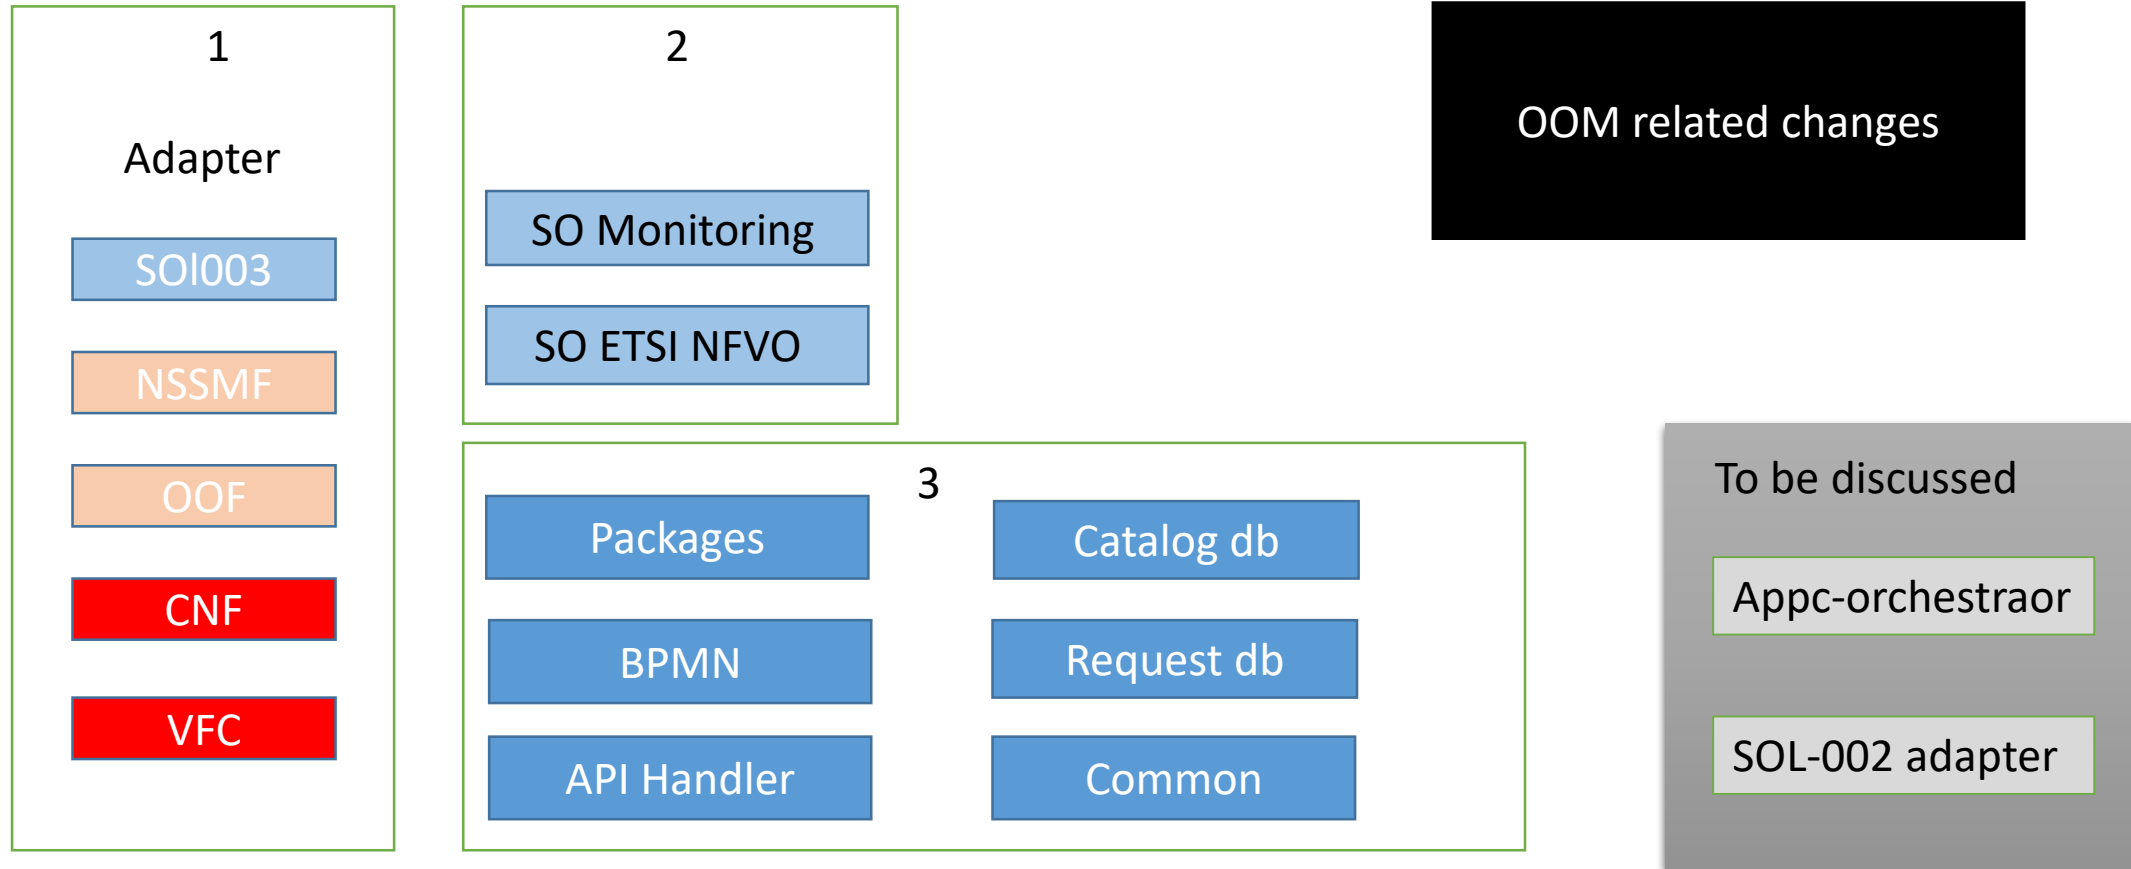 1
Adapter
SOl003
NSSMF
OOF
CNF
VFC
2
SO Monitoring
SO ETSI NFVO
3
Packages
Catalog db
BPMN
Request db
API Handler
Common
OOM related changes
To be discussed
Appc-orchestraor
SOL-002 adapter